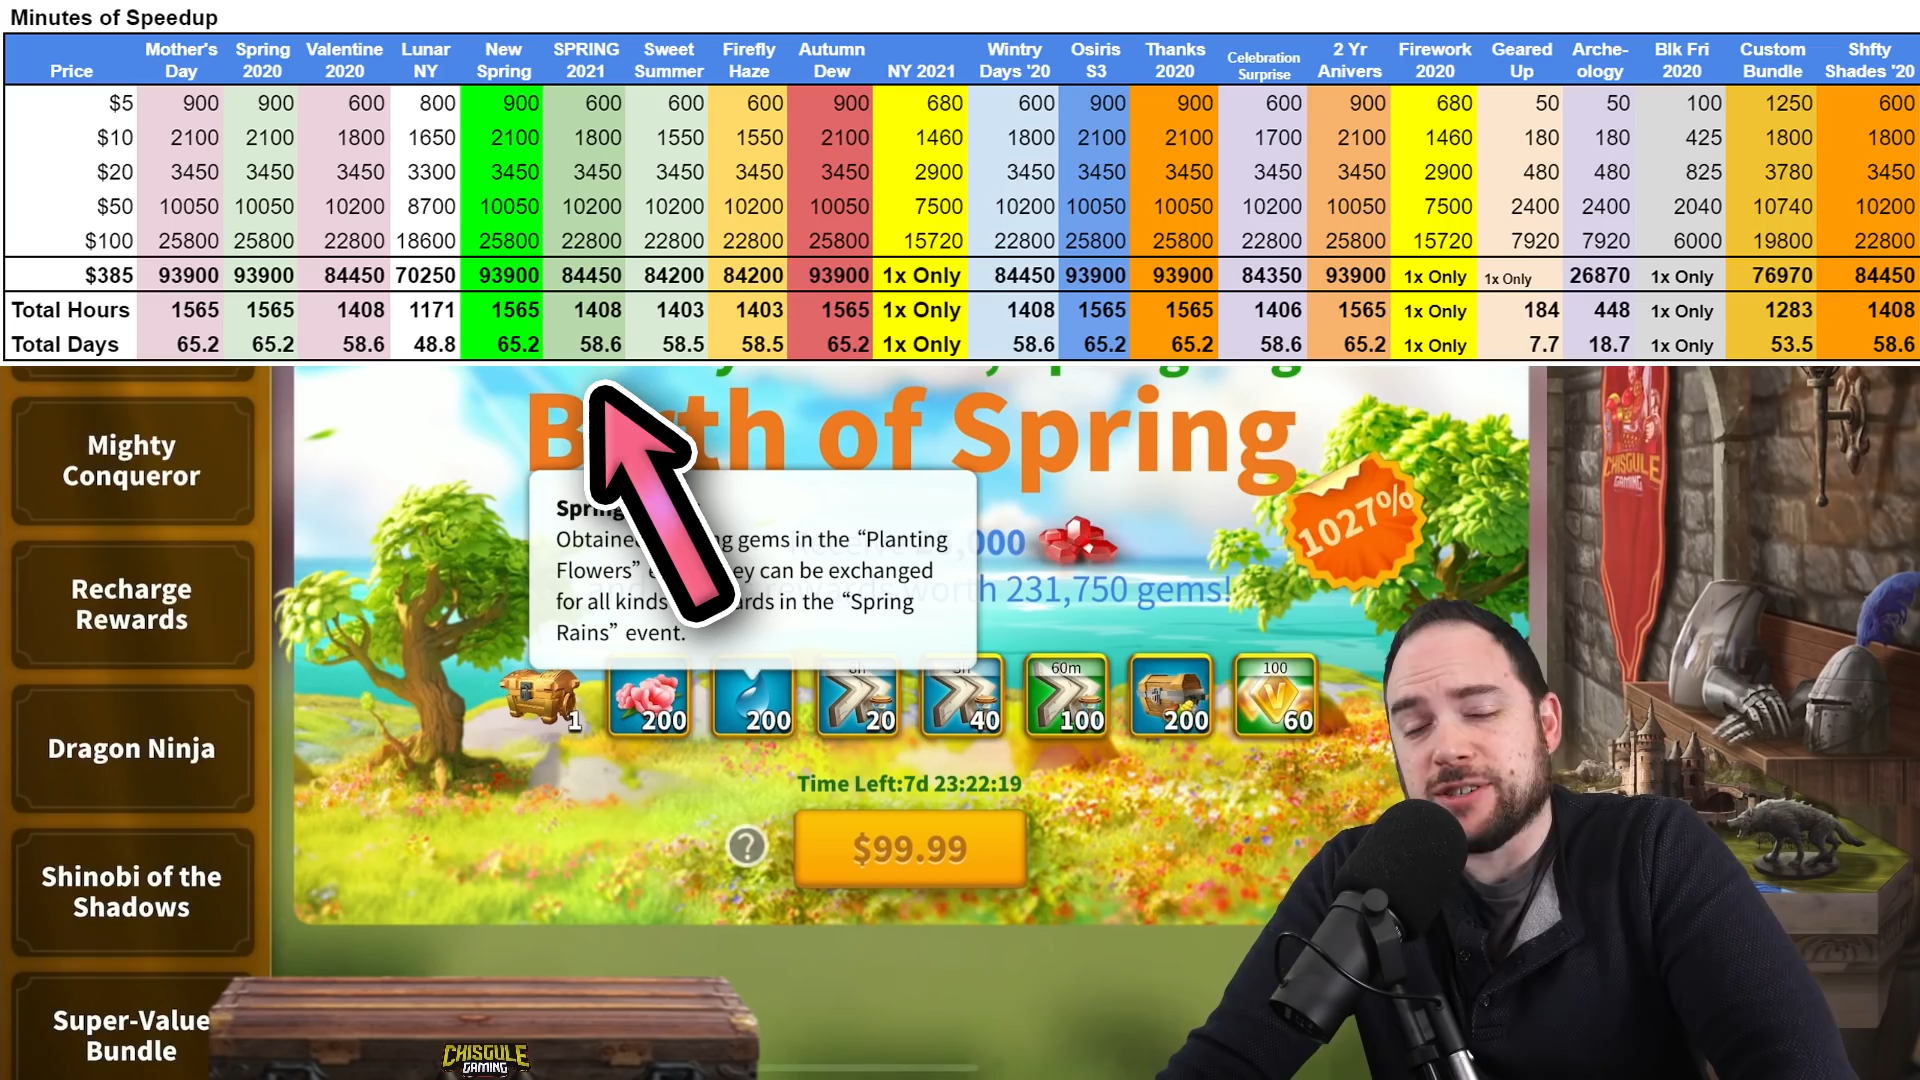 Minutes of Speedup
Price Mother's Day Spring 2020 Valentine 2020 Lunar NY New Spring SPRING 2021 Sweet Summer Firefly Haze Autumn Dew NY 2021 Wintry Days '20 Osiris S3 Thanks 2020 Celebration Surprise 2 Yr Anivers Firework 2020 Geared Up Arche-ology Blk Fri 2020 Custom Bundle Shfty Shades '20
$5 900 900 600 800 900 600 600 600 900 680 600 900 900 600 900 680 50 50 100 1250 600
$10 2100 2100 1800 1650 2100 1800 1550 1550 2100 1460 1800 2100 2100 1700 2100 1460 180 180 425 1800 1800
$20 3450 3450 3450 3300 3450 3450 3450 3450 3450 2900 3450 3450 3450 3450 3450 2900 480 480 825 3780 3450
$50 10050 10050 10200 8700 10050 10200 10200 10200 10050 7500 10200 10050 10050 10200 10050 7500 2400 2400 2040 10740 10200
$100 25800 25800 22800 18600 25800 22800 22800 22800 25800 15720 22800 25800 25800 22800 25800 15720 7920 7920 6000 19800 22800
$385 93900 93900 84450 70250 93900 84450 84200 84200 93900 1x Only 84450 93900 93900 84350 93900 1x Only 1x Only 26870 1x Only 76970 84450
Total Hours 1565 1565 1408 1171 1565 1408 1403 1403 1565 1x Only 1408 1565 1565 1406 1565 1x Only 184 448 1x Only 1283 1408
Total Days 65.2 65.2 58.6 48.8 65.2 58.6 58.5 58.5 65.2 1x Only 58.6 65.2 65.2 58.6 65.2 1x Only 7.7 18.7 1x Only 53.5 58.6
Mighty
Conqueror
Recharge
Rewards
Dragon Ninja
Shinobi of the
Shadows
Super-Value
Bundle
of Spring
1027%
,000
worth 231,750 gems!
Obtained gems in the “Planting
Flowers” can be exchanged
for all kinds in the “Spring
Rains” event.
1 200 200 20 40 60m 100 200 100 60
Time Left:7d 23:22:19
? $99.99
CHISGULE
GAMING
CHISGULE
GAMING